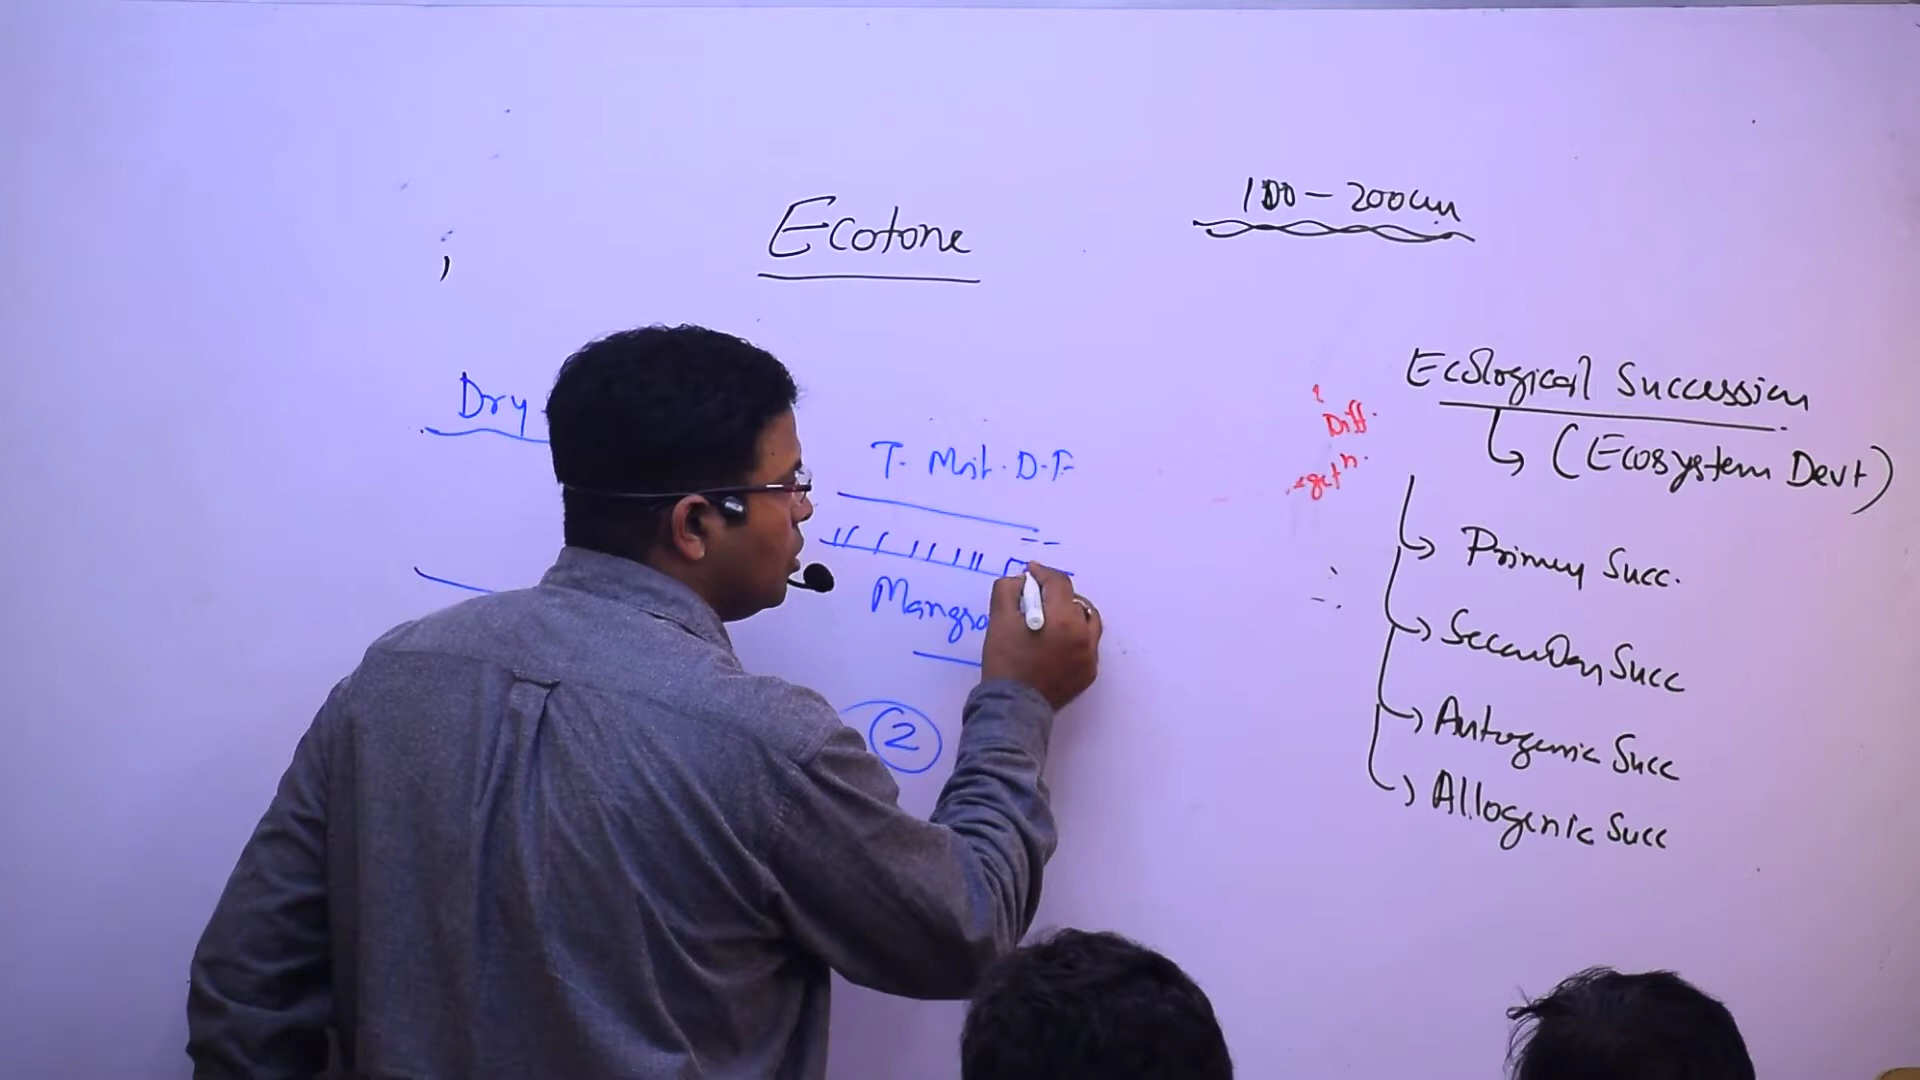 Ecotone
100-200cm
Dry
T. Moist. D.F
Mangro
2
Diff.
Ecological Succession
(Ecosystem Devt)
Primary Succ.
Secondary Succ
Autogenic Succ
Allogenic Succ